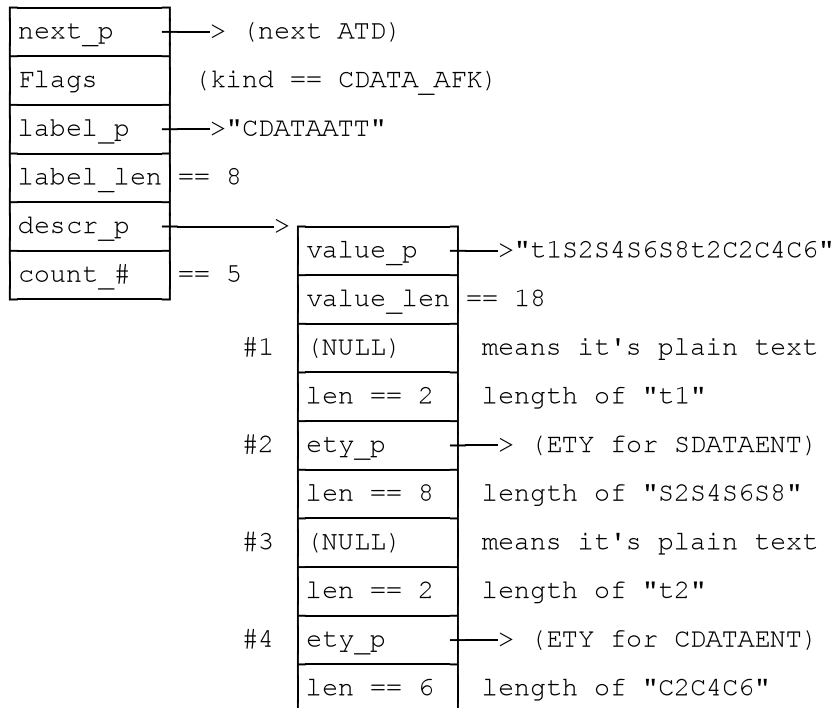 next_p —> (next ATD)
Flags (kind == CDATA_AFK)
label_p —>"CDATAATT"
label_len == 8
descr_p —>
value_p —>"t1S2S4S6S8t2C2C4C6"
count_# == 5
value_len == 18
#1 (NULL) means it's plain text
len == 2 length of "t1"
#2 ety_p —> (ETY for SDATAENT)
len == 8 length of "S2S4S6S8"
#3 (NULL) means it's plain text
len == 2 length of "t2"
#4 ety_p —> (ETY for CDATAENT)
len == 6 length of "C2C4C6"